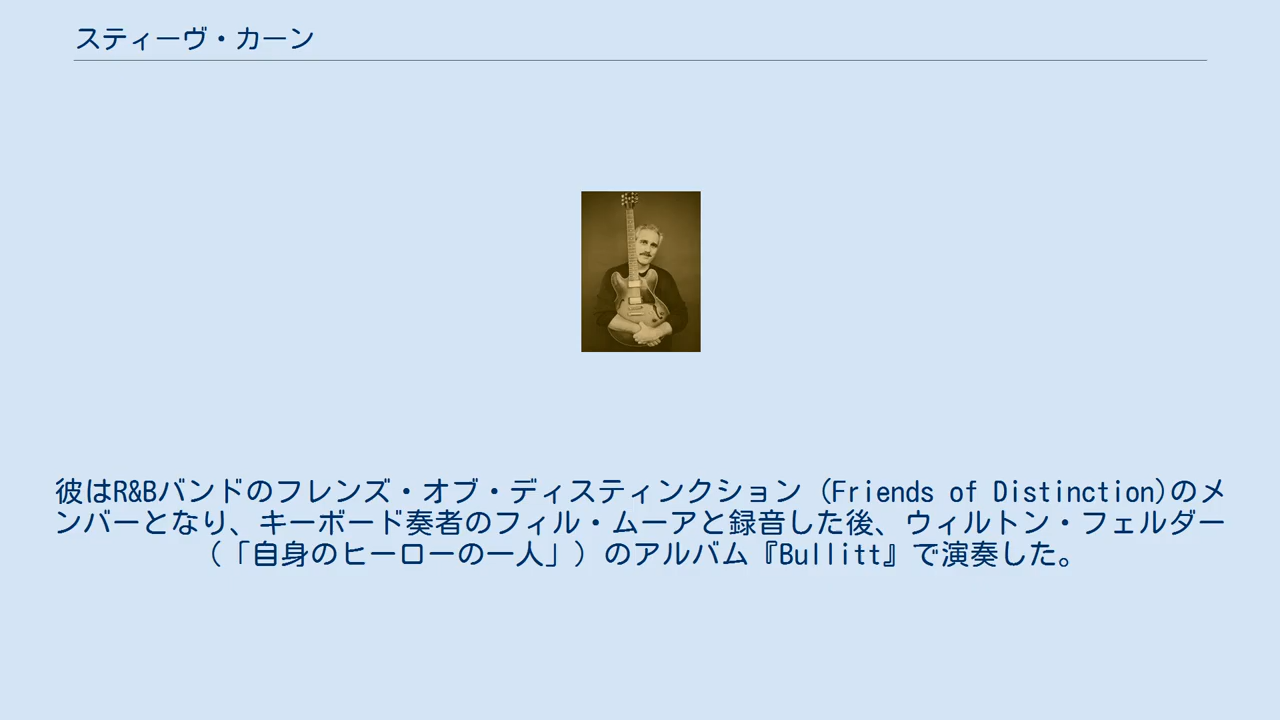 スティーヴ・カーン
彼はR&Bバンドのフレンズ・オブ・ディスティンクション (Friends of Distinction)のメ
ンバーとなり、キーボード奏者のフィル・ムーアと録音した後、ウィルトン・フェルダー
（「自身のヒーローの一人」）のアルバム『Bullitt』で演奏した。